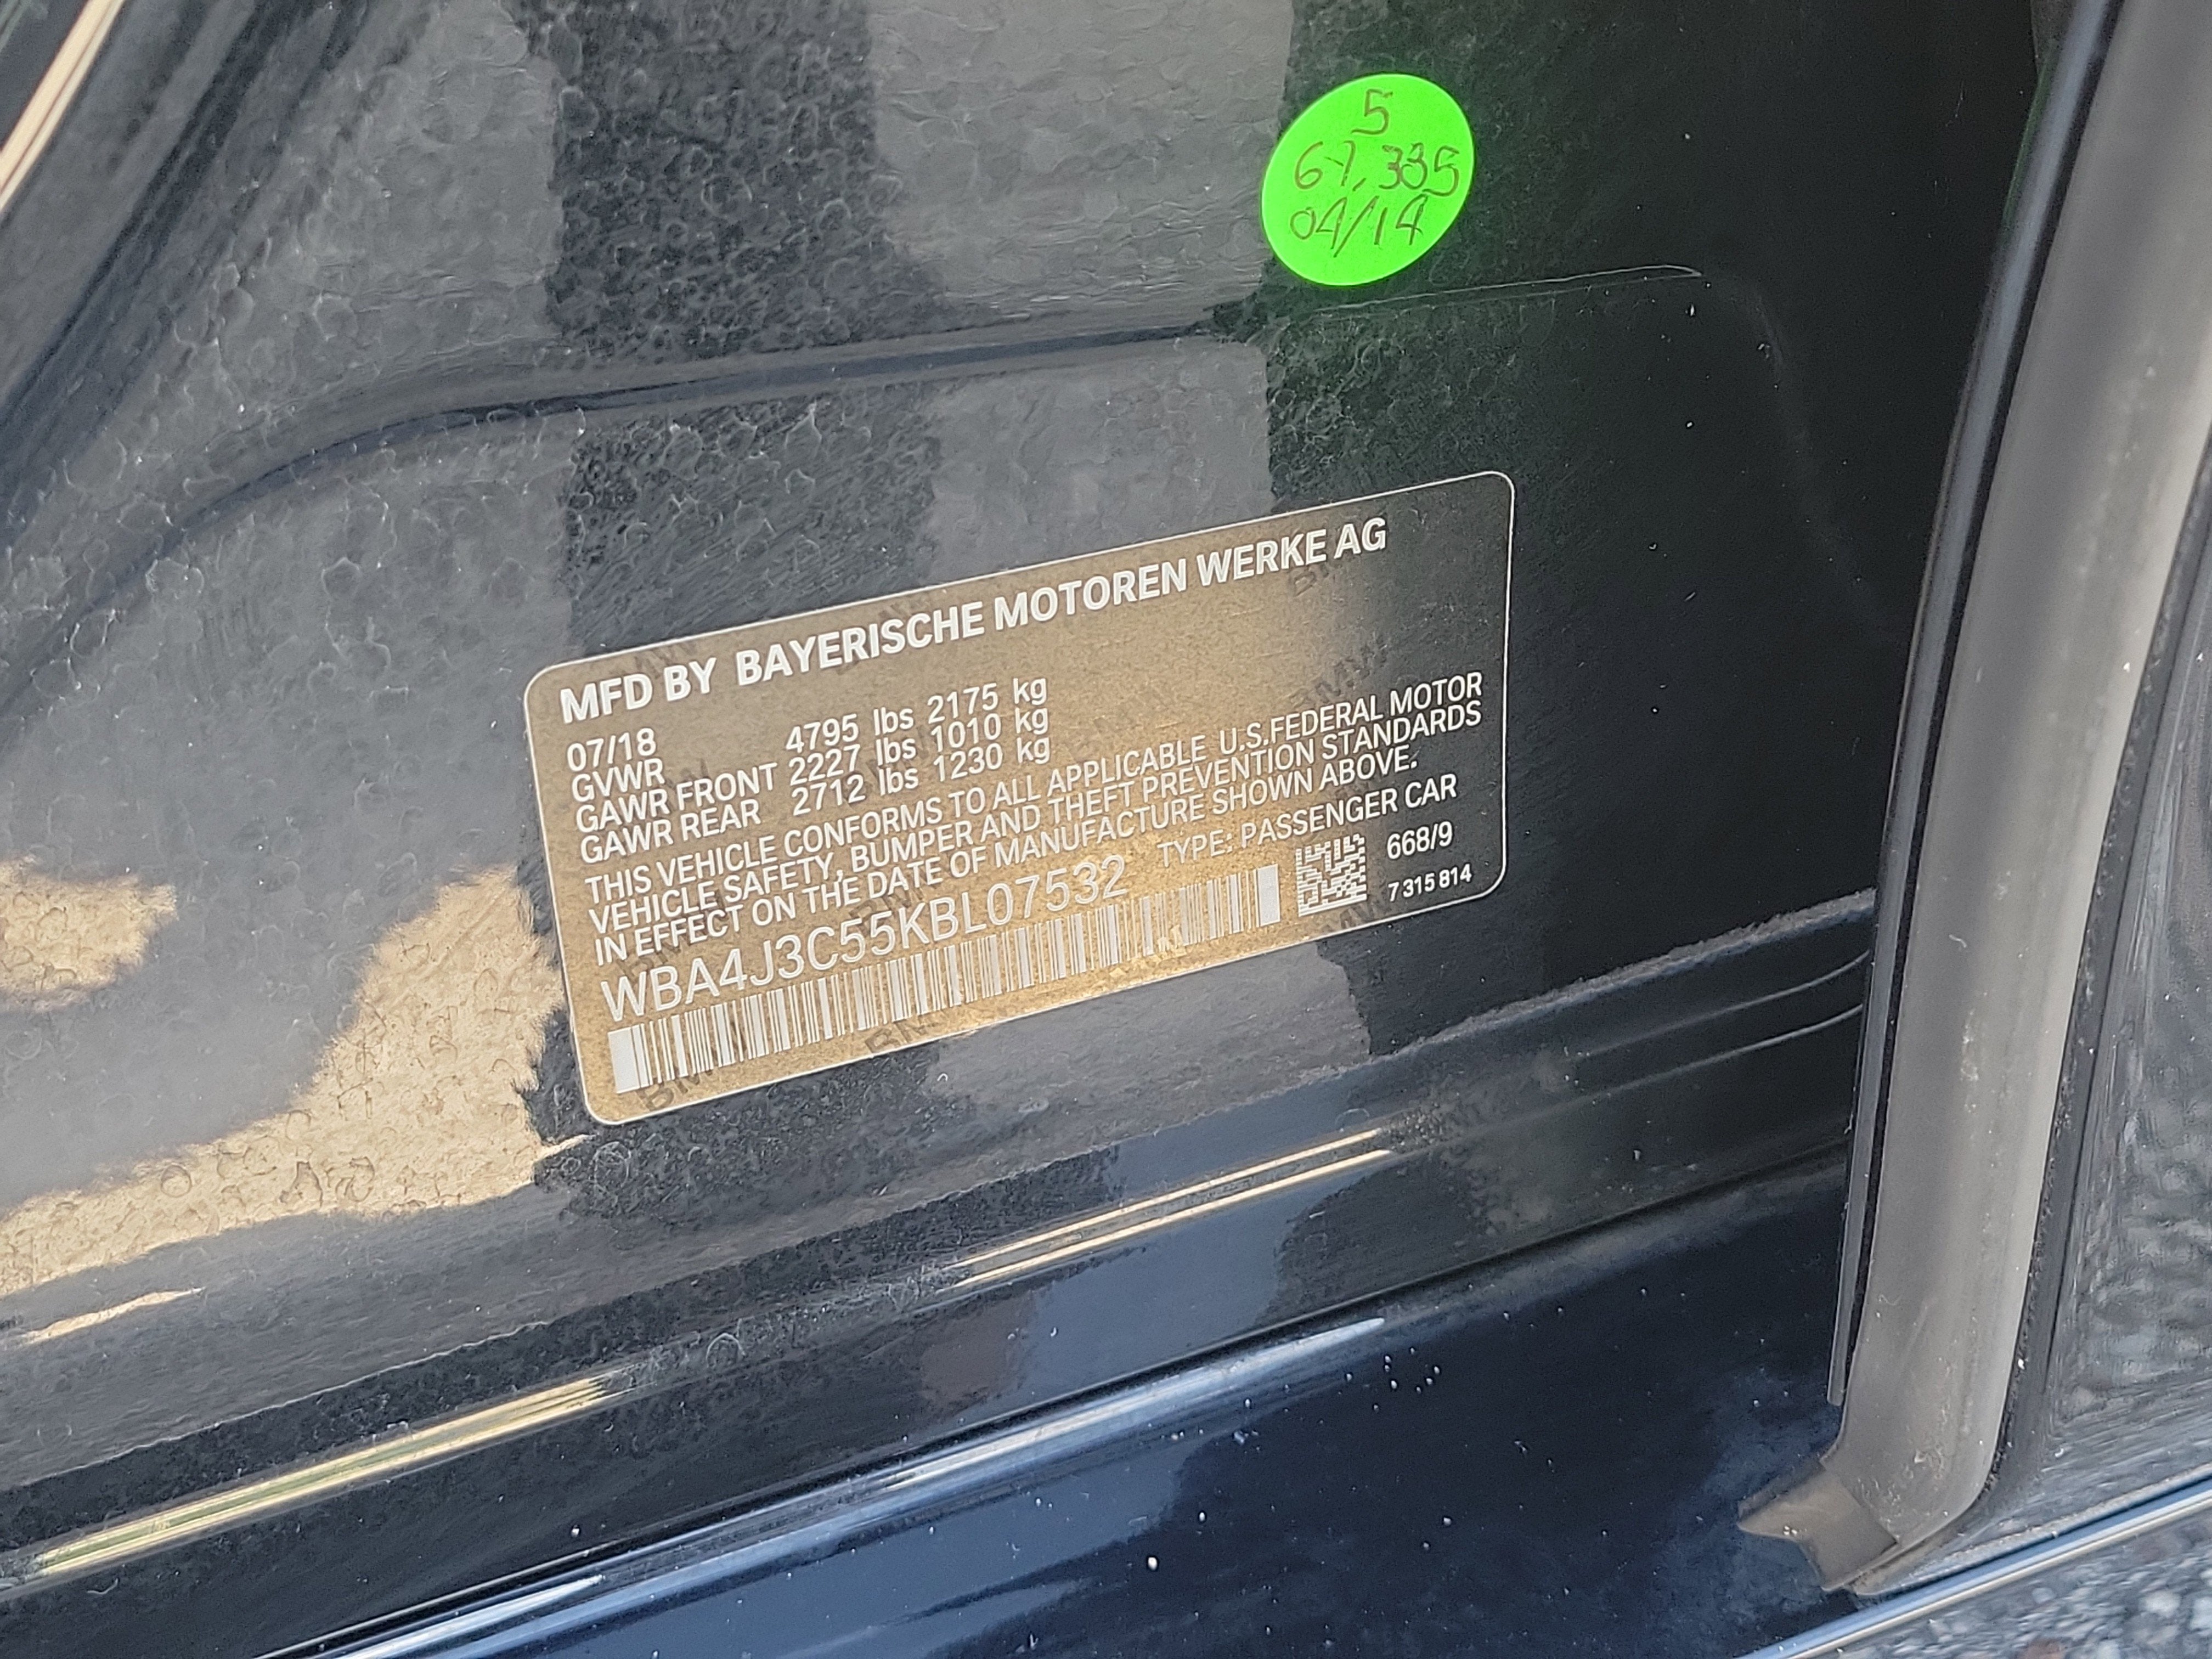 5
67,335
04/14
MFD BY BAYERISCHE MOTOREN WERKE AG
07/18
GVWR 4795 lbs 2175 kg
GAWR FRONT 2227 lbs 1010 kg
GAWR REAR 2712 lbs 1230 kg
THIS VEHICLE CONFORMS TO ALL APPLICABLE U.S.FEDERAL MOTOR
VEHICLE SAFETY, BUMPER AND THEFT PREVENTION STANDARDS
IN EFFECT ON THE DATE OF MANUFACTURE SHOWN ABOVE.
WBA4J3C55KBL07532 TYPE: PASSENGER CAR
668/9
7 315 814